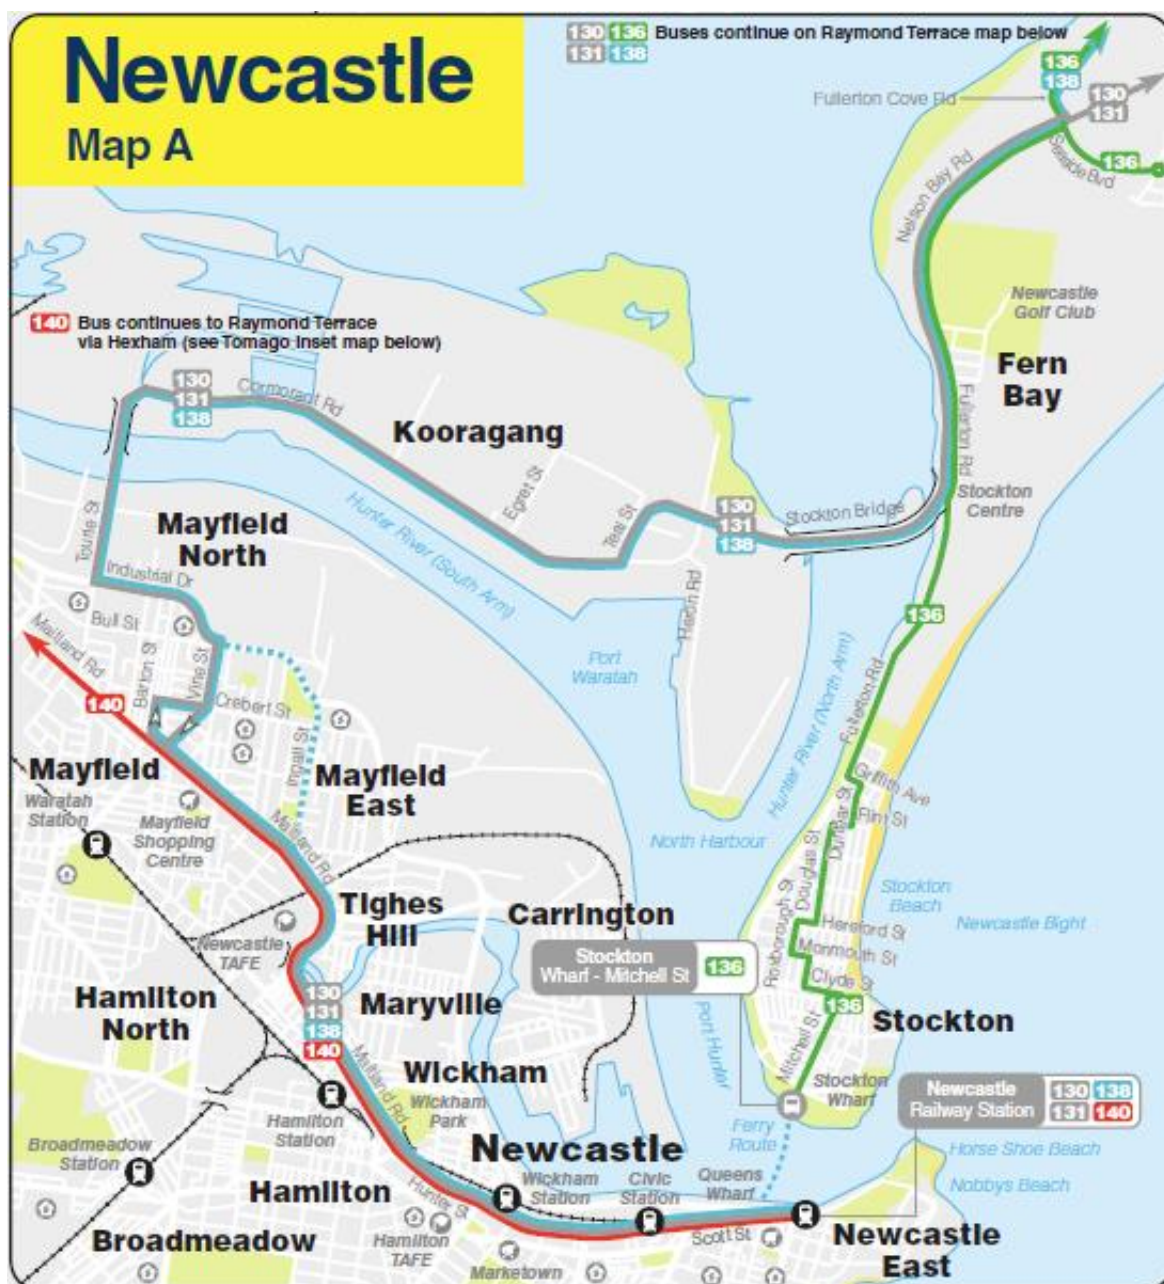 Newcastle
Map A
130 136 Buses continue on Raymond Terrace map below
131 138
136
138
Fullerton Cove Rd
130
131
Seaside Blvd
136
Nelson Bay Rd
Newcastle
Golf Club
140 Bus continues to Raymond Terrace
via Hexham (see Tomago Inset map below)
Fern
Bay
130
131
138
Cormorant Rd
Kooragang
Fullerton Rd
Egret St
Teal St
130
131
138
Stockton Bridge
Stockton
Centre
Tourle St
Mayfield
North
Hunter River (South Arm)
Industrial Dr
Bull St
Heron Rd
136
Maitland Rd
Barton St
Vine St
Port
Waratah
Hunter River (North Arm)
Fullerton Rd
140
Crebert St
Ingall St
Mayfield
Mayfield
East
Waratah
Station
Mayfield
Shopping
Centre
Maitland Rd
Griffith Ave
Dunbar St
Flint St
North Harbour
Douglas St
Roxborough St
Stockton
Beach
Newcastle Bight
Tighes
Hill
Carrington
Hereford St
Monmouth St
Clyde St
Newcastle
TAFE
Stockton
Wharf - Mitchell St
136
Hamilton
North
130
131
138
140
Maryville
136
Stockton
Mitchell St
Port Hunter
Maitland Rd
Wickham
Wickham
Park
Stockton
Wharf
Newcastle
Railway Station
130 138
131 140
Hamilton
Station
Ferry
Route
Broadmeadow
Station
Newcastle
Horse Shoe Beach
Wickham
Station
Civic
Station
Queens
Wharf
Nobbys Beach
Hamilton
Hunter St
Broadmeadow
Hamilton
TAFE
Scott St
Newcastle
East
Marketown